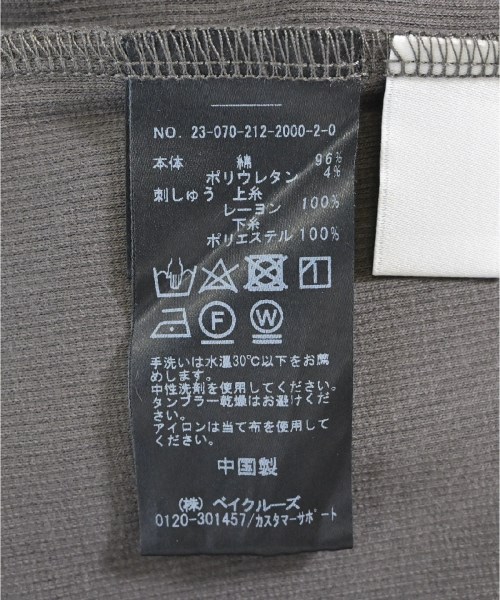 NO. 23-070-212-2000-2-0
本体 綿 96%
ポリウレタン 4%
刺しゅう 上糸
レーヨン 100%
下糸
ポリエステル 100%
F W
手洗いは水温30℃以下をお薦
めします。
中性洗剤を使用してください。
タンブラー乾燥はお避けくださ
い。
アイロンは当て布を使用してく
ださい。
中国製
(株) ベイクルーズ
0120-301457/カスタマーサポート